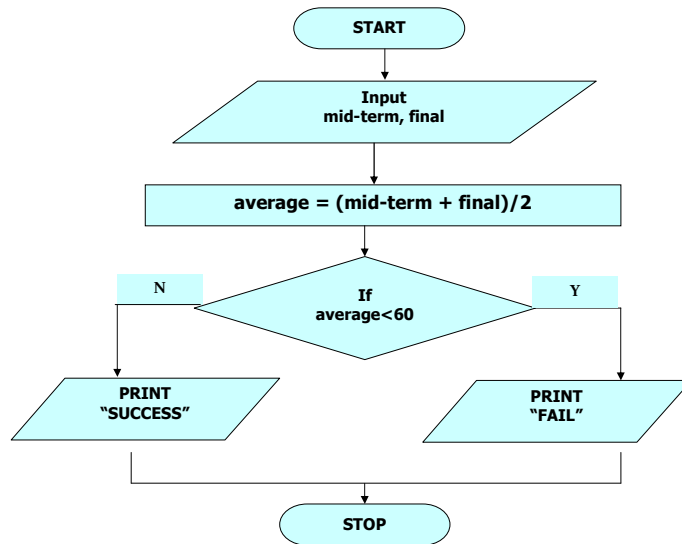 START
Input
mid-term, final
average = (mid-term + final)/2
If
average<60
N
Y
PRINT
“SUCCESS”
PRINT
“FAIL”
STOP